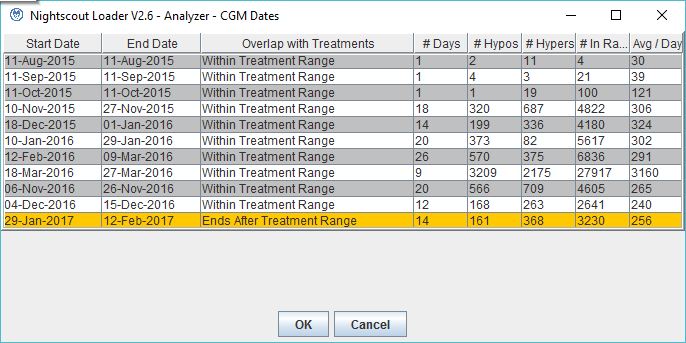 Nightscout Loader V2.6 - Analyzer - CGM Dates
Start Date End Date Overlap with Treatments # Days # Hypos # Hypers # In Ra... Avg / Day
11-Aug-2015 11-Aug-2015 Within Treatment Range 1 2 11 4 30
11-Sep-2015 11-Sep-2015 Within Treatment Range 1 4 3 21 39
11-Oct-2015 11-Oct-2015 Within Treatment Range 1 1 19 100 121
10-Nov-2015 27-Nov-2015 Within Treatment Range 18 320 687 4822 306
18-Dec-2015 01-Jan-2016 Within Treatment Range 14 199 336 4180 324
10-Jan-2016 29-Jan-2016 Within Treatment Range 20 373 82 5617 302
12-Feb-2016 09-Mar-2016 Within Treatment Range 26 570 375 6836 291
18-Mar-2016 27-Mar-2016 Within Treatment Range 9 3209 2175 27917 3160
06-Nov-2016 26-Nov-2016 Within Treatment Range 20 566 709 4605 265
04-Dec-2016 15-Dec-2016 Within Treatment Range 12 168 263 2641 240
29-Jan-2017 12-Feb-2017 Ends After Treatment Range 14 161 368 3230 256
OK Cancel